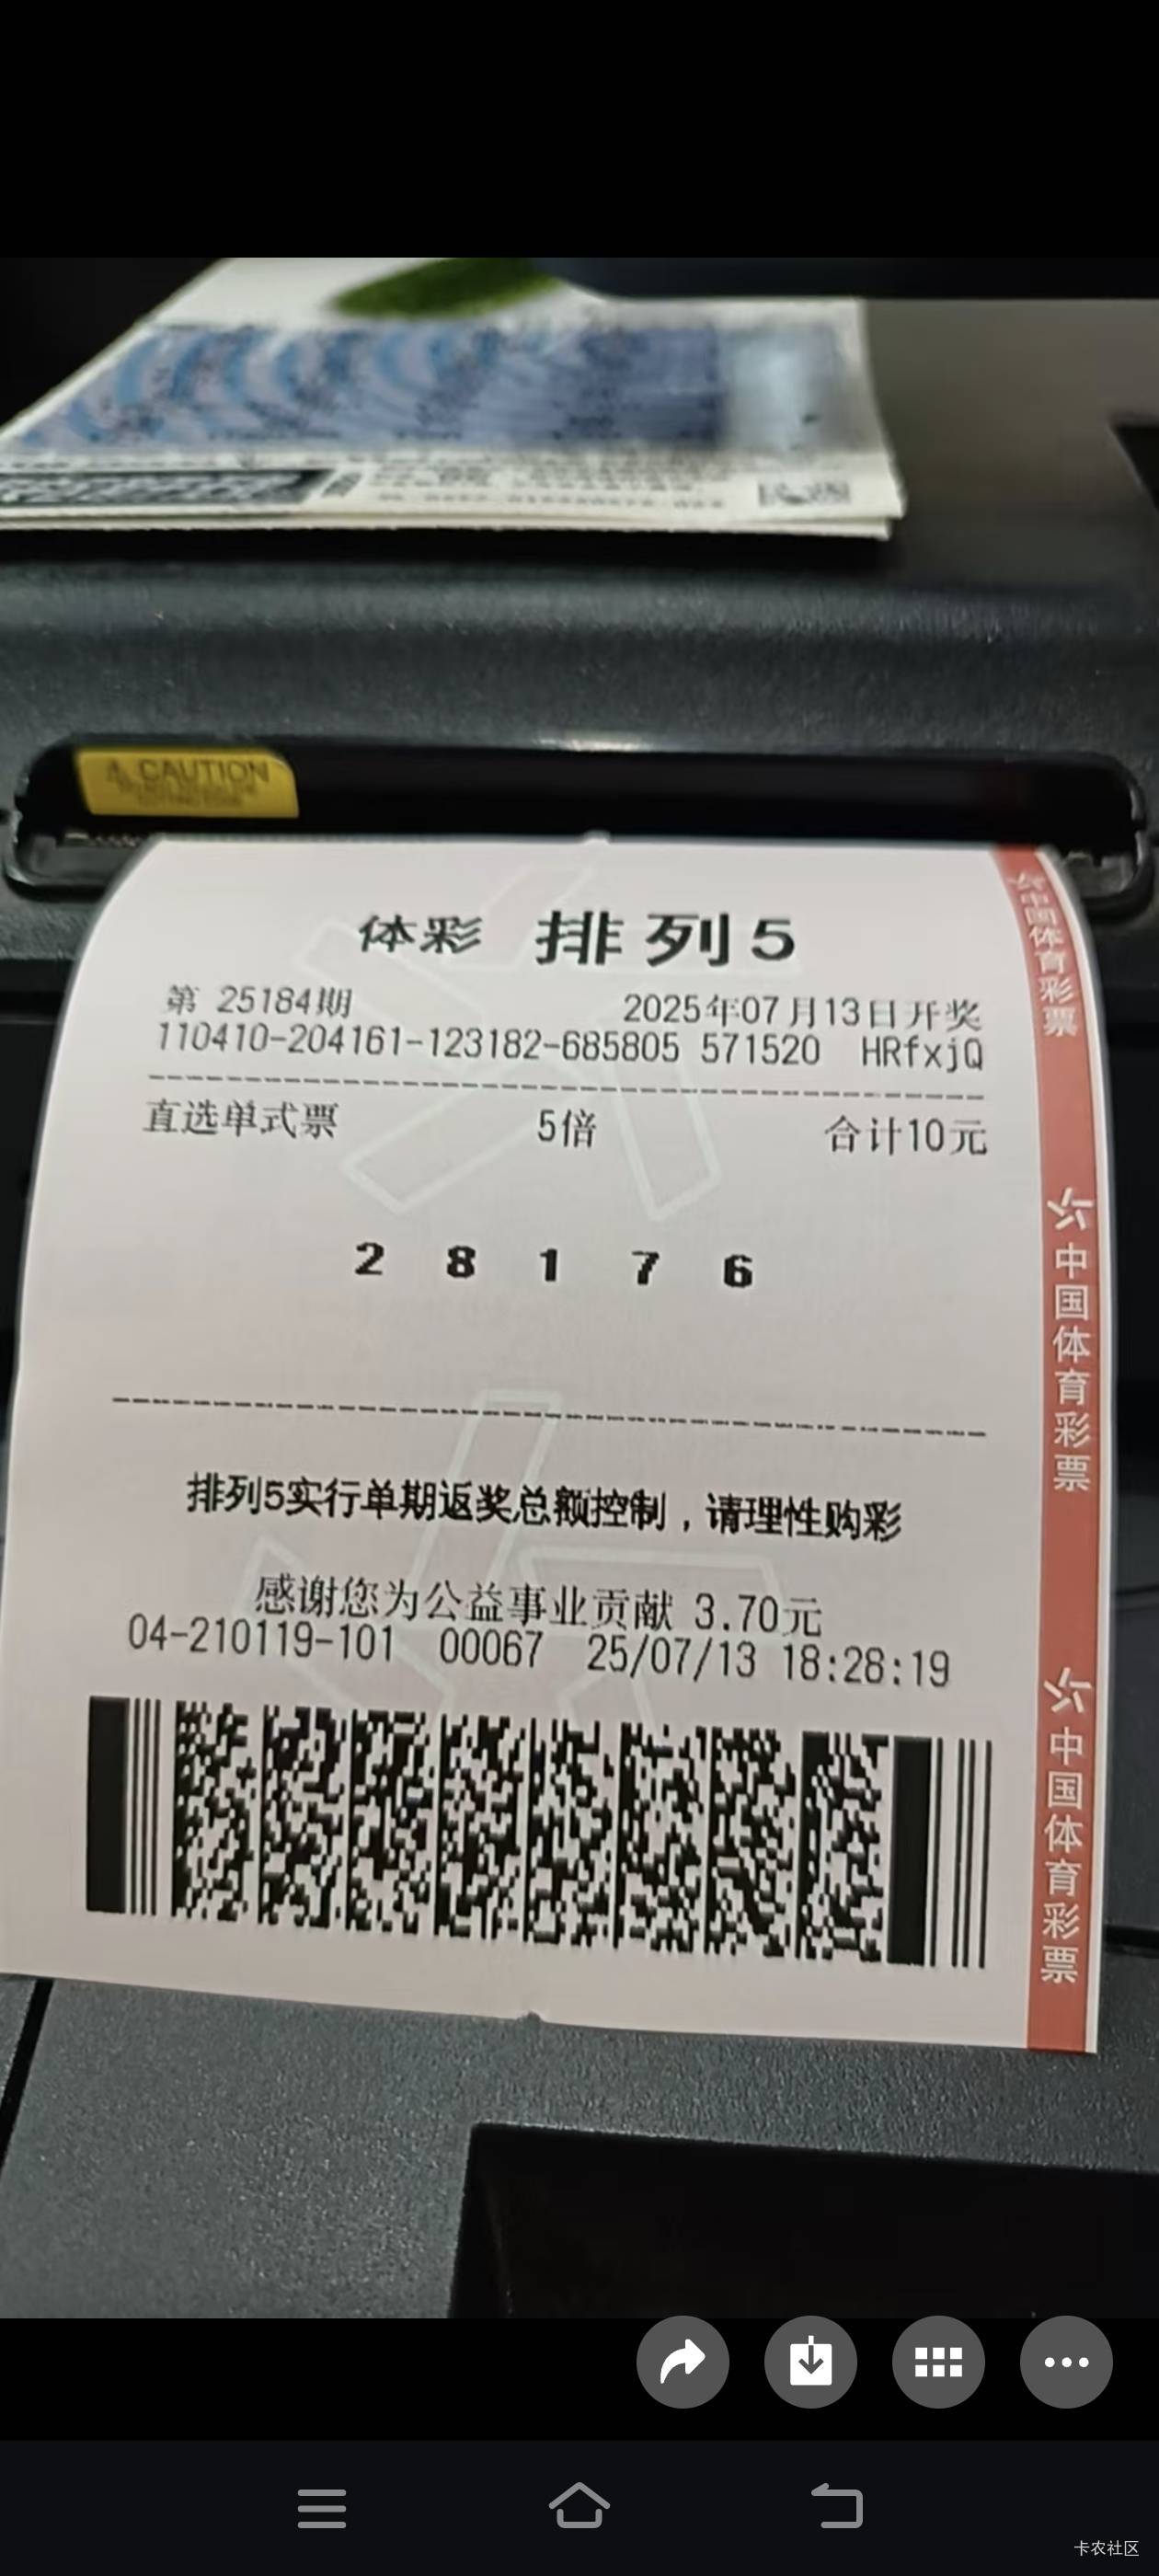 CAUTION
体彩 排列5
第 25184期 2025年07月13日开奖
110410-204161-123182-685805 571520 HRfxjQ
直选单式票 5倍 合计10元
2 8 1 7 6
排列5实行单期返奖总额控制，请理性购彩
感谢您为公益事业贡献 3.70元
04-210119-101 00067 25/07/13 18:28:19
中国体育彩票
中国体育彩票
中国体育彩票
卡农社区